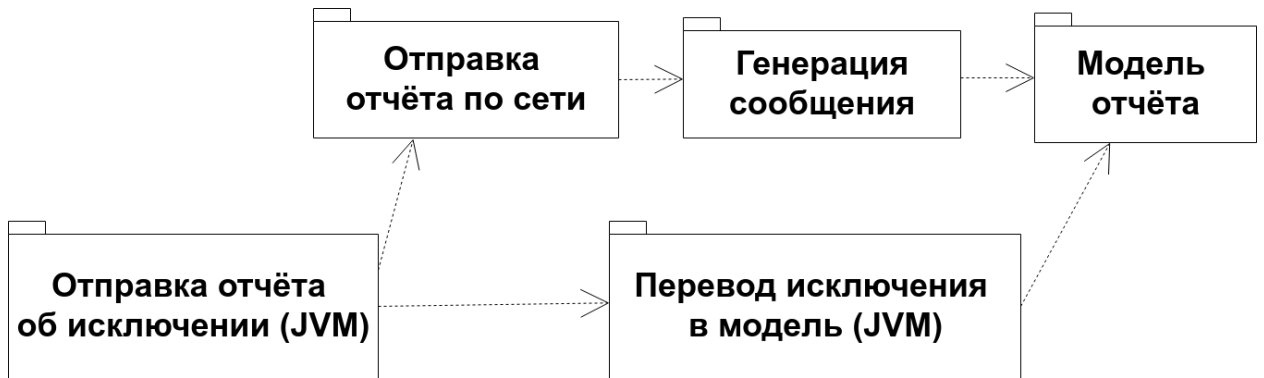 Отправка
отчёта по сети
Генерация
сообщения
Модель
отчёта
Отправка отчёта
об исключении (JVM)
Перевод исключения
в модель (JVM)